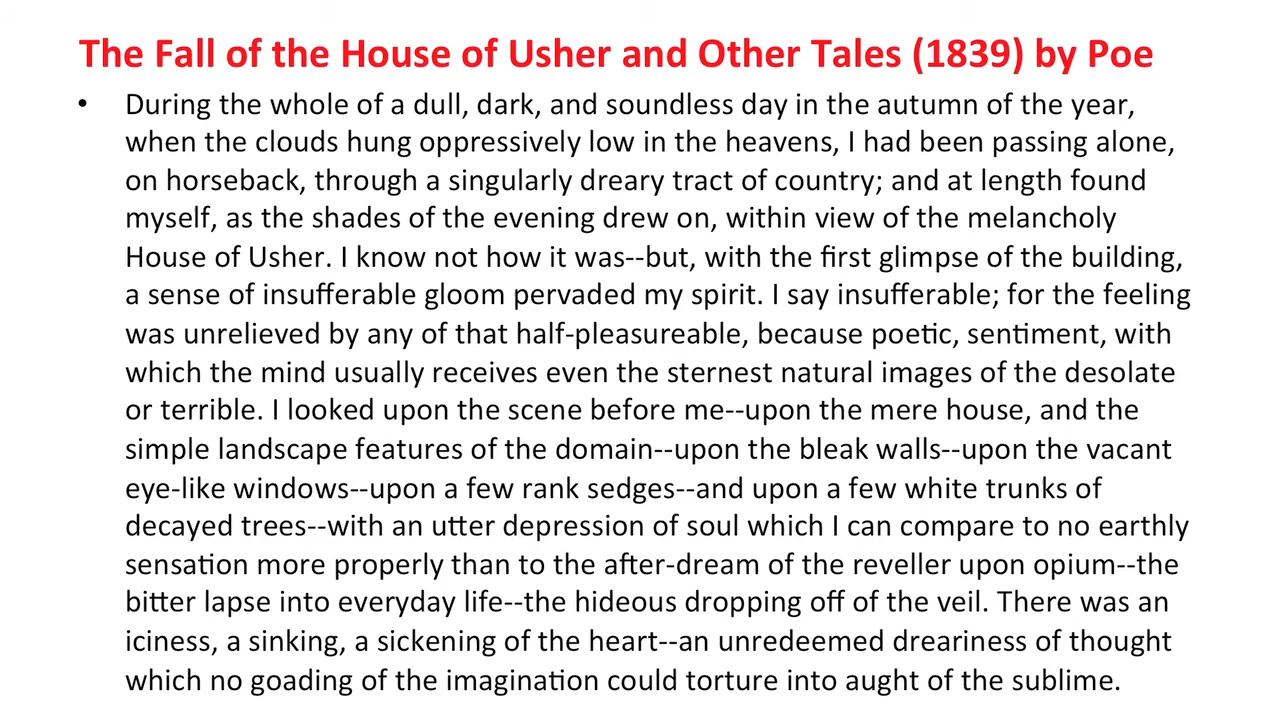 The Fall of the House of Usher and Other Tales (1839) by Poe
• During the whole of a dull, dark, and soundless day in the autumn of the year,
when the clouds hung oppressively low in the heavens, I had been passing alone,
on horseback, through a singularly dreary tract of country; and at length found
myself, as the shades of the evening drew on, within view of the melancholy
House of Usher. I know not how it was--but, with the first glimpse of the building,
a sense of insufferable gloom pervaded my spirit. I say insufferable; for the feeling
was unrelieved by any of that half-pleasureable, because poetic, sentiment, with
which the mind usually receives even the sternest natural images of the desolate
or terrible. I looked upon the scene before me--upon the mere house, and the
simple landscape features of the domain--upon the bleak walls--upon the vacant
eye-like windows--upon a few rank sedges--and upon a few white trunks of
decayed trees--with an utter depression of soul which I can compare to no earthly
sensation more properly than to the after-dream of the reveller upon opium--the
bitter lapse into everyday life--the hideous dropping off of the veil. There was an
iciness, a sinking, a sickening of the heart--an unredeemed dreariness of thought
which no goading of the imagination could torture into aught of the sublime.